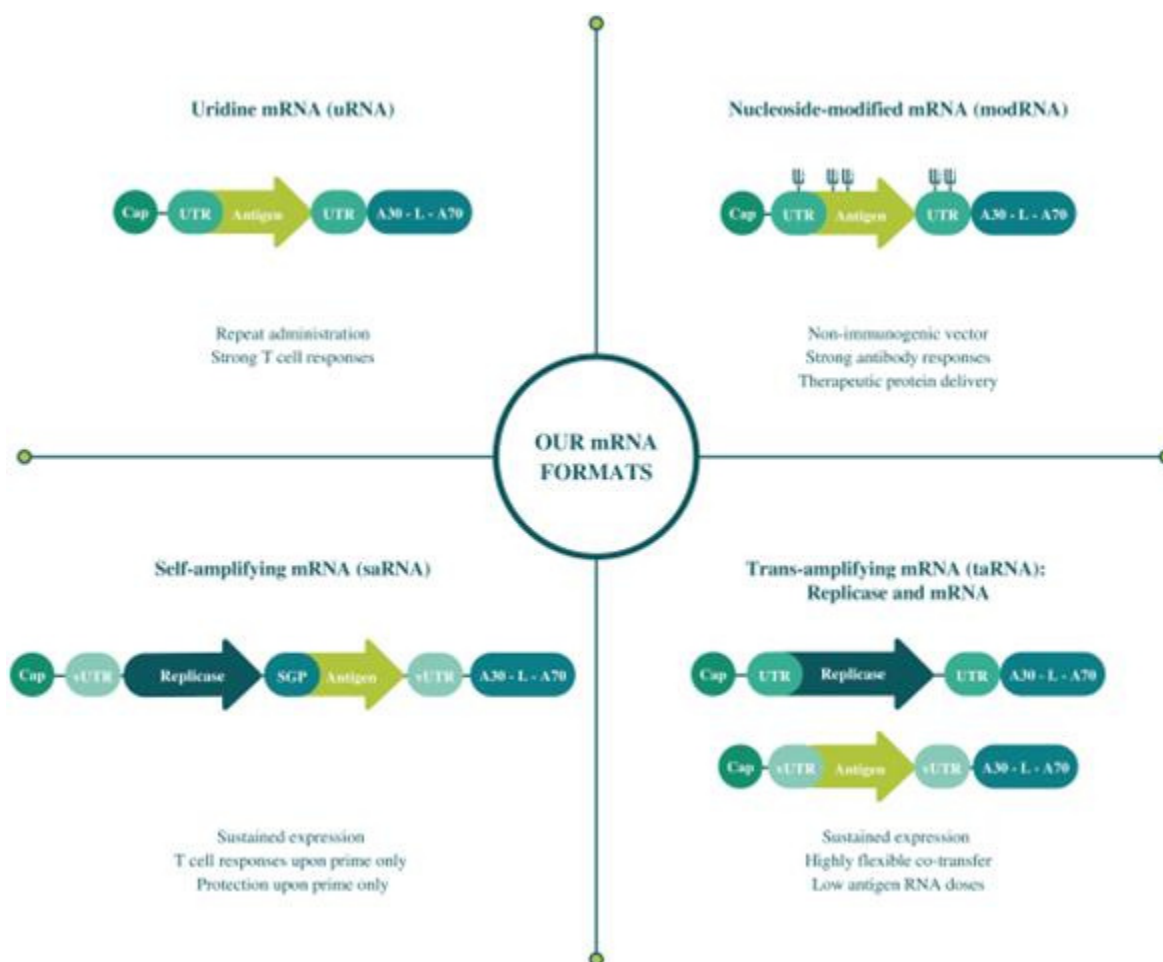 Uridine mRNA (uRNA)
Cap UTR Antigen UTR A30 - L - A70
Repeat administration
Strong T cell responses
Nucleoside-modified mRNA (modRNA)
Ψ Ψ Ψ Ψ Ψ
Cap UTR Antigen UTR A30 - L - A70
Non-immunogenic vector
Strong antibody responses
Therapeutic protein delivery
OUR mRNA
FORMATS
Self-amplifying mRNA (saRNA)
Cap vUTR Replicase SGP Antigen vUTR A30 - L - A70
Sustained expression
T cell responses upon prime only
Protection upon prime only
Trans-amplifying mRNA (taRNA):
Replicase and mRNA
Cap UTR Replicase UTR A30 - L - A70
Cap vUTR Antigen vUTR A30 - L - A70
Sustained expression
Highly flexible co-transfer
Low antigen RNA doses